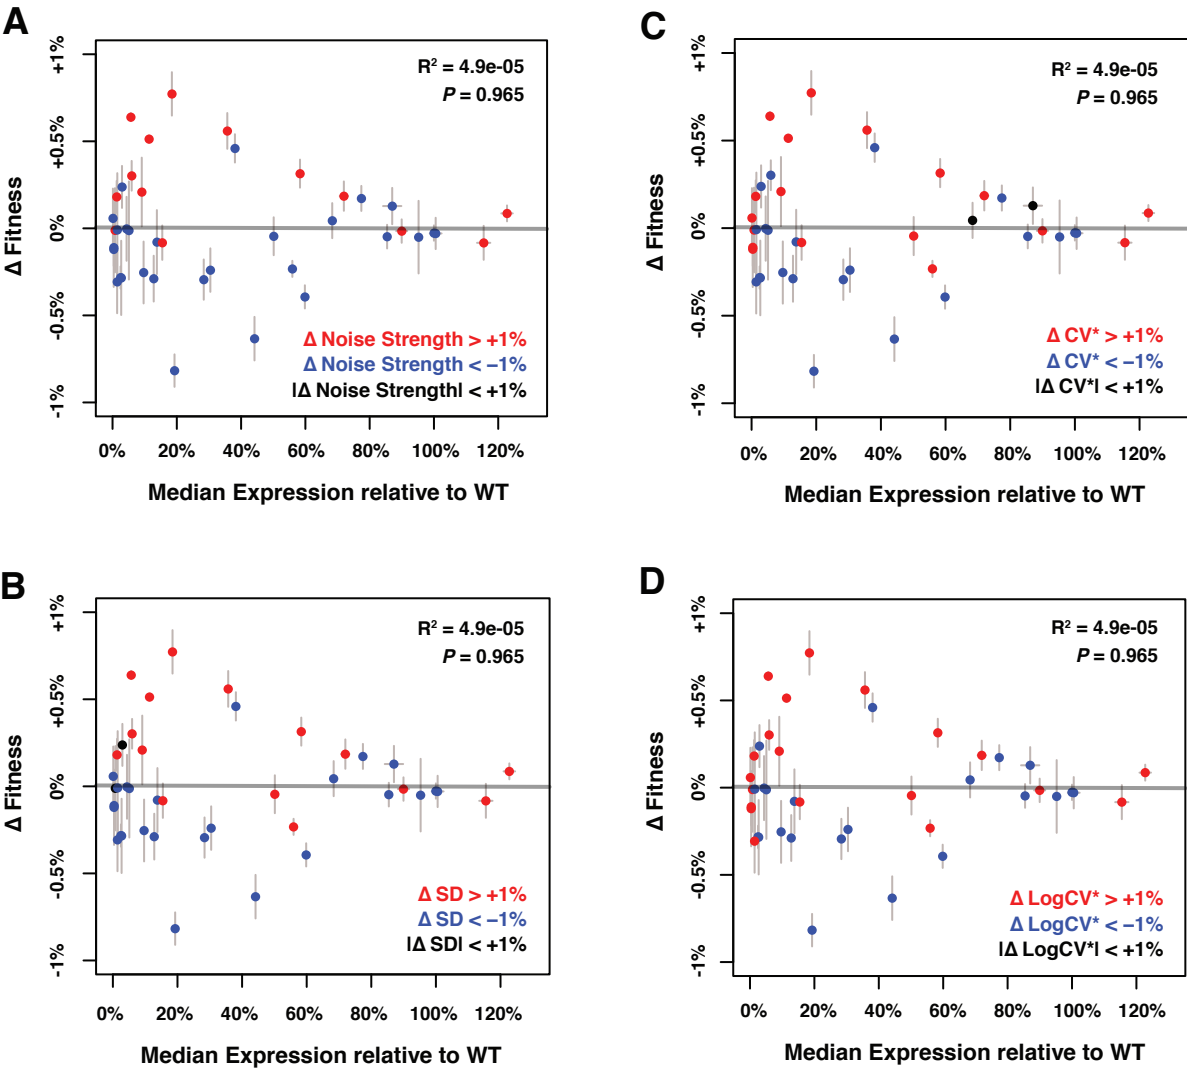 A
+1%
+0.5%
0%
-0.5%
-1%
Δ Fitness
R² = 4.9e-05
P = 0.965
Δ Noise Strength > +1%
Δ Noise Strength < −1%
|Δ Noise Strength| < +1%
0% 20% 40% 60% 80% 100% 120%
Median Expression relative to WT
C
+1%
+0.5%
0%
-0.5%
-1%
Δ Fitness
R² = 4.9e-05
P = 0.965
Δ CV* > +1%
Δ CV* < −1%
|Δ CV*| < +1%
0% 20% 40% 60% 80% 100% 120%
Median Expression relative to WT
B
+1%
+0.5%
0%
-0.5%
-1%
Δ Fitness
R² = 4.9e-05
P = 0.965
Δ SD > +1%
Δ SD < −1%
|Δ SD| < +1%
0% 20% 40% 60% 80% 100% 120%
Median Expression relative to WT
D
+1%
+0.5%
0%
-0.5%
-1%
Δ Fitness
R² = 4.9e-05
P = 0.965
Δ LogCV* > +1%
Δ LogCV* < −1%
|Δ LogCV*| < +1%
0% 20% 40% 60% 80% 100% 120%
Median Expression relative to WT